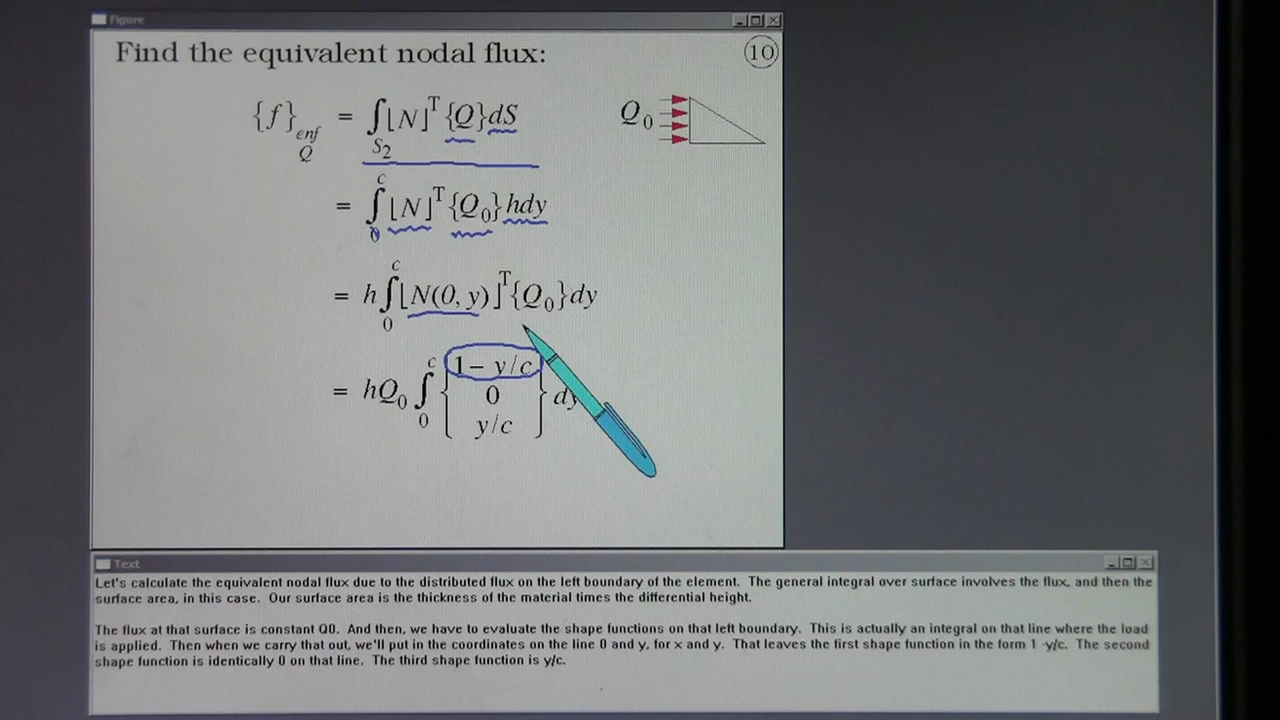 Figure
Find the equivalent nodal flux:
10
{f}enf Q = ∫S2 ⌊N⌋ᵀ {Q}dS
Q0
= ∫0c ⌊N⌋ᵀ {Q0} hdy
= h∫0c ⌊N(0, y)⌋ᵀ {Q0}dy
= hQ0 ∫0c { 1– y/c
0
y/c } dy
Text
Let's calculate the equivalent nodal flux due to the distributed flux on the left boundary of the element. The general integral over surface involves the flux, and then the
surface area, in this case. Our surface area is the thickness of the material times the differential height.
The flux at that surface is constant Q0. And then, we have to evaluate the shape functions on that left boundary. This is actually an integral on that line where the load
is applied. Then when we carry that out, we'll put in the coordinates on the line 0 and y, for x and y. That leaves the first shape function in the form 1 -y/c. The second
shape function is identically 0 on that line. The third shape function is y/c.